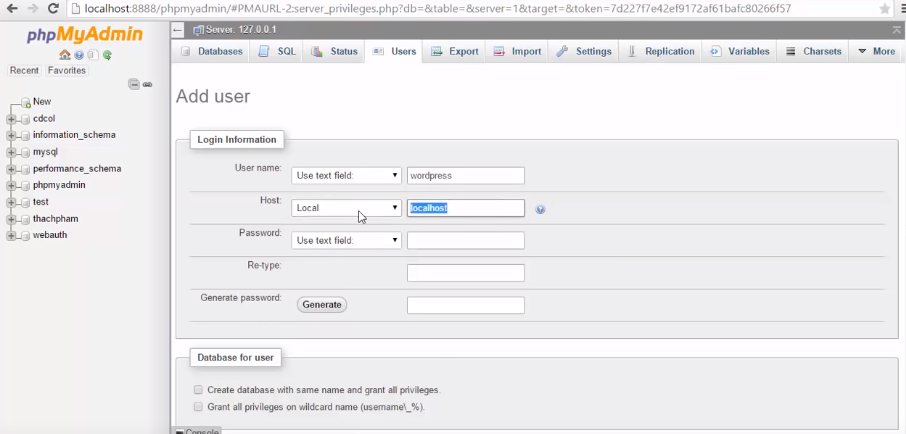 localhost:8888/phpmyadmin/#PMAURL-2:server_privileges.php?db=&table=&server=1&target=&token=7d227f7e42ef9172af61bafc80266f57
phpMyAdmin
Server: 127.0.0.1
Databases SQL Status Users Export Import Settings Replication Variables Charsets More
Recent Favorites
New
cdcol
information_schema
mysql
performance_schema
phpmyadmin
test
thachpham
webauth
Add user
Login Information
User name: Use text field: wordpress
Host: Local localhost
Password: Use text field:
Re-type:
Generate password: Generate
Database for user
Create database with same name and grant all privileges.
Grant all privileges on wildcard name (username\_%).
Console